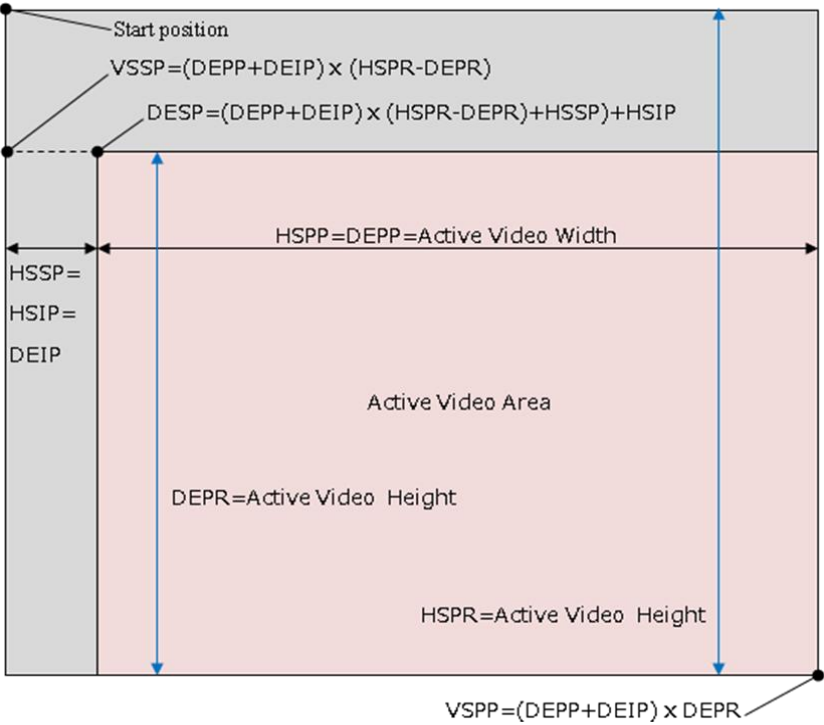 Start position
VSSP=(DEPP+DEIP) x (HSPR-DEPR)
DESP=(DEPP+DEIP) x (HSPR-DEPR)+HSSP)+HSIP
HSPP=DEPP=Active Video Width
HSSP=
HSIP=
DEIP
Active Video Area
DEPR=Active Video Height
HSPR=Active Video Height
VSPP=(DEPP+DEIP) x DEPR